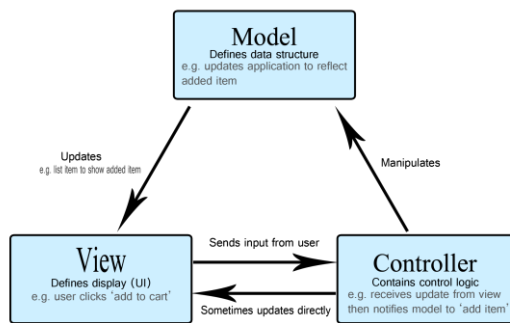 Model
Defines data structure
e.g. updates application to reflect
added item
Updates
e.g. list item to show added item
Manipulates
View
Defines display (UI)
e.g. user clicks 'add to cart'
Sends input from user
Sometimes updates directly
Controller
Contains control logic
e.g. receives update from view
then notifies model to 'add item'